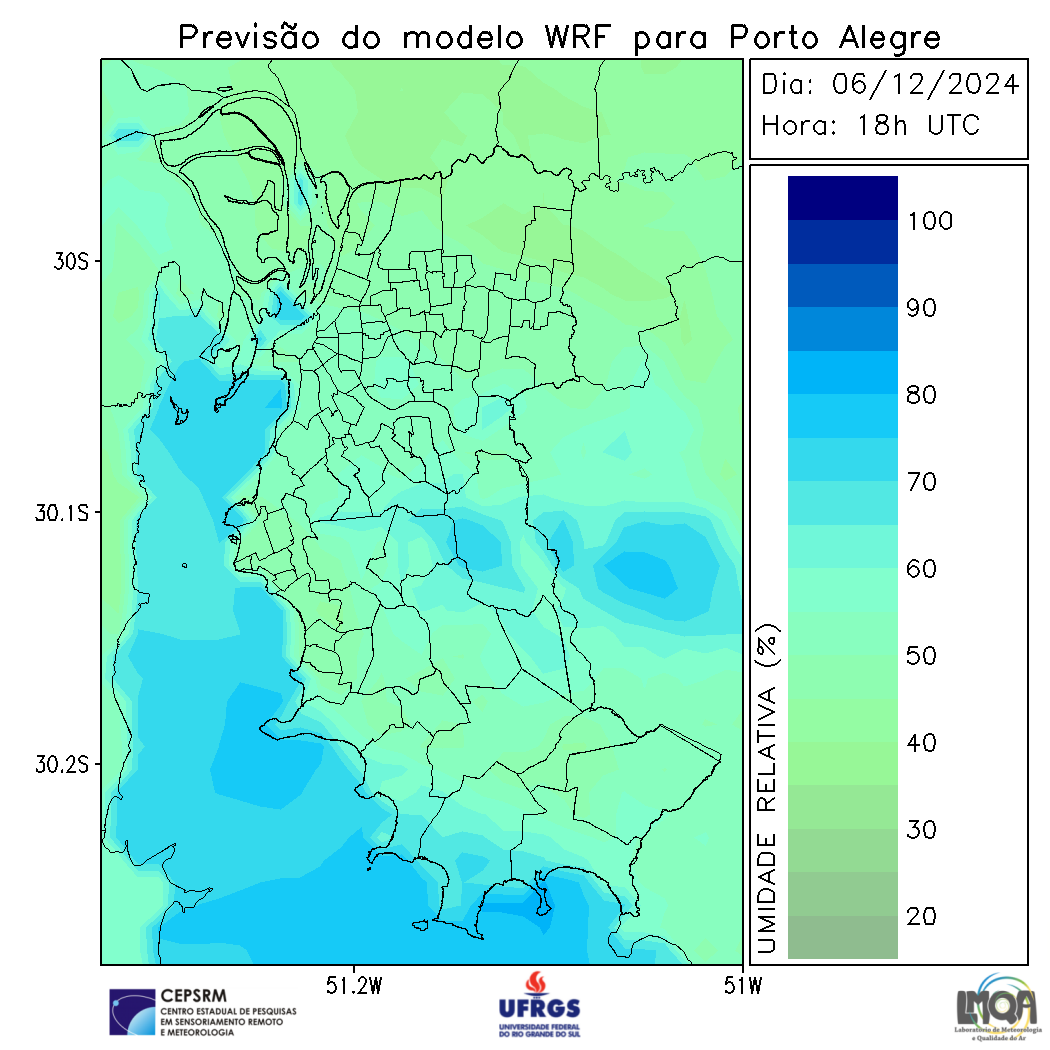 Previsão do modelo WRF para Porto Alegre
Dia: 06/12/2024
Hora: 18h UTC
30S
30.1S
30.2S
51.2W
51W
UMIDADE RELATIVA (%)
100
90
80
70
60
50
40
30
20
CEPSRM
CENTRO ESTADUAL DE PESQUISAS
EM SENSORIAMENTO REMOTO
E METEOROLOGIA
UFRGS
UNIVERSIDADE FEDERAL
DO RIO GRANDE DO SUL
LMQA
Laboratório de Meteorologia
e Qualidade do Ar